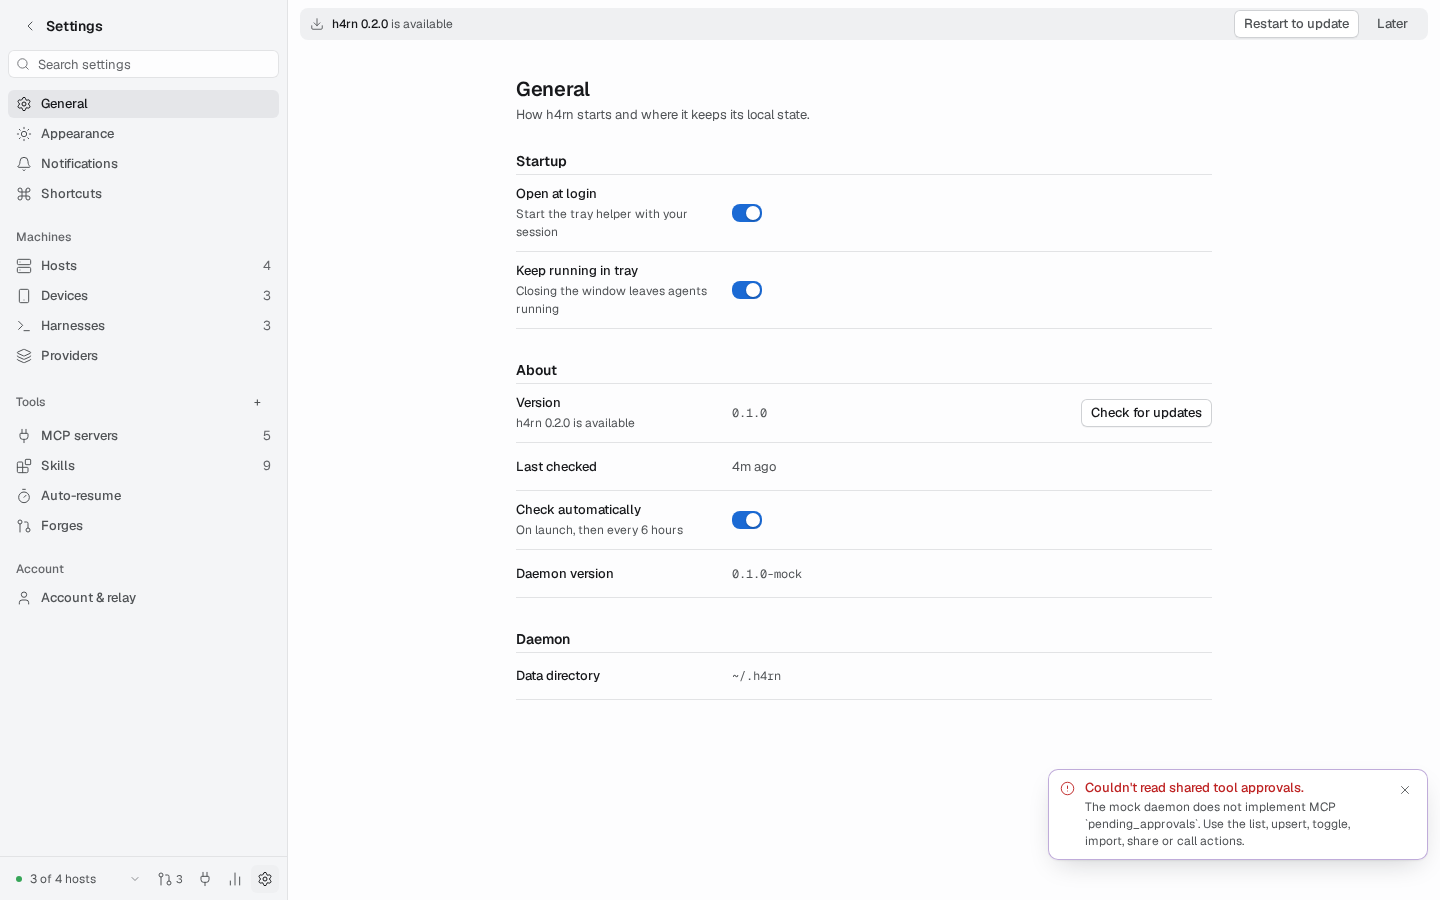 Settings
Search settings
General
Appearance
Notifications
Shortcuts
Machines
Hosts 4
Devices 3
Harnesses 3
Providers
Tools +
MCP servers 5
Skills 9
Auto-resume
Forges
Account
Account & relay
3 of 4 hosts 3
h4rn 0.2.0 is available Restart to update Later
General
How h4rn starts and where it keeps its local state.
Startup
Open at login
Start the tray helper with your
session
Keep running in tray
Closing the window leaves agents
running
About
Version
h4rn 0.2.0 is available
0.1.0
Check for updates
Last checked 4m ago
Check automatically
On launch, then every 6 hours
Daemon version 0.1.0-mock
Daemon
Data directory ~/.h4rn
Couldn't read shared tool approvals.
The mock daemon does not implement MCP
`pending_approvals`. Use the list, upsert, toggle,
import, share or call actions.